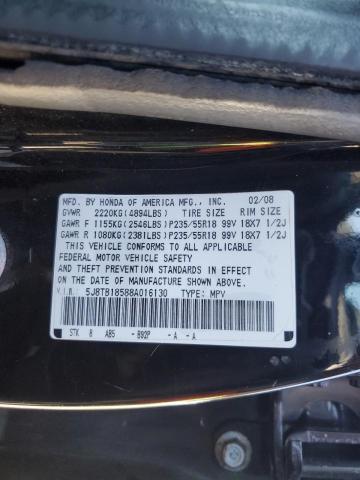 MFD. BY HONDA OF AMERICA MFG., INC. 02/08
GVWR 2220KG(4894LBS) TIRE SIZE RIM SIZE
GAWR F 1155KG(2546LBS)P235/55R18 99V 18X7 1/2J
GAWR R 1080KG(2381LBS)P235/55R18 99V 18X7 1/2J
THIS VEHICLE CONFORMS TO ALL APPLICABLE
FEDERAL MOTOR VEHICLE SAFETY
AND THEFT PREVENTION STANDARDS IN EFFECT
ON THE DATE OF MANUFACTURE SHOWN ABOVE.
V.I.N.: 5J8TB18588A016130 TYPE: MPV
STK 8 AB5 - B92P - A - A